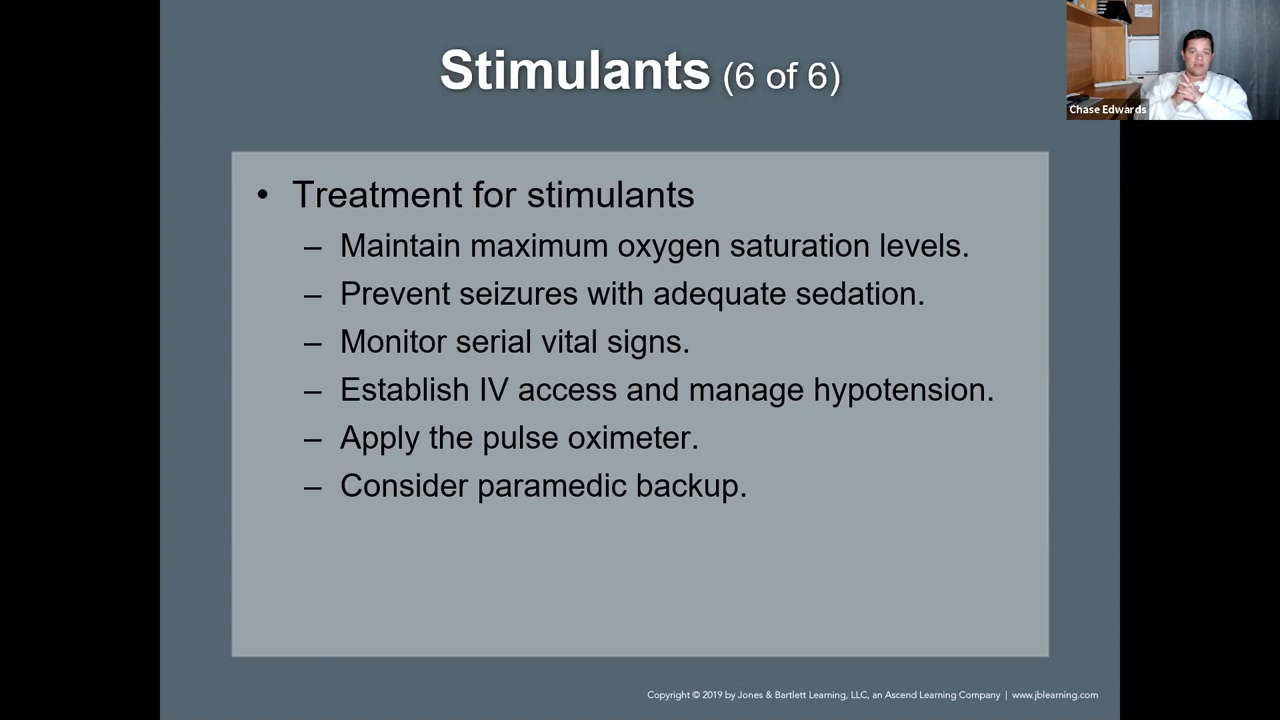 Stimulants (6 of 6)
Chase Edwards
• Treatment for stimulants
– Maintain maximum oxygen saturation levels.
– Prevent seizures with adequate sedation.
– Monitor serial vital signs.
– Establish IV access and manage hypotension.
– Apply the pulse oximeter.
– Consider paramedic backup.
Copyright © 2019 by Jones & Bartlett Learning, LLC, an Ascend Learning Company | www.jblearning.com